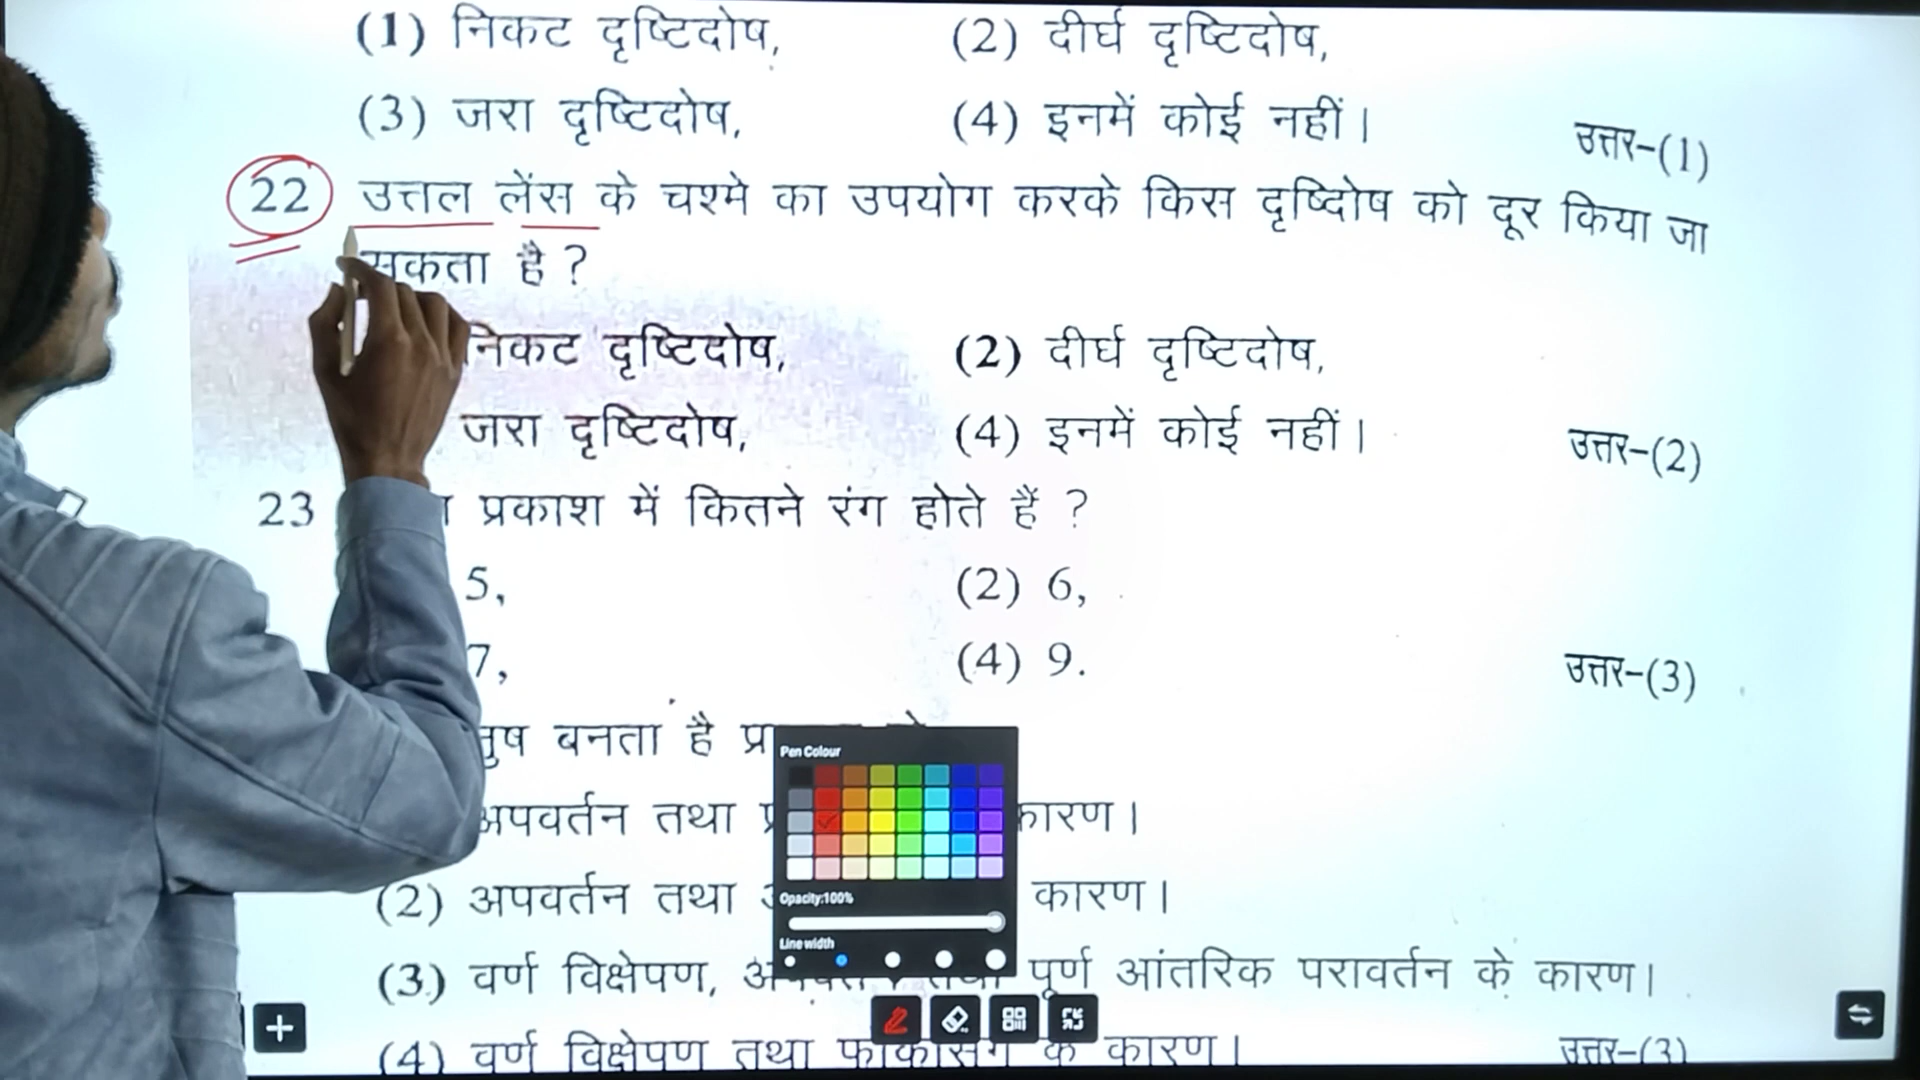 (1) निकट दृष्टिदोष, (2) दीर्घ दृष्टिदोष,
(3) जरा दृष्टिदोष, (4) इनमें कोई नहीं। उत्तर-(1)
22 उत्तल लेंस के चश्मे का उपयोग करके किस दृष्दिोष को दूर किया जा
सकता है ?
निकट दृष्टिदोष, (2) दीर्घ दृष्टिदोष,
जरा दृष्टिदोष, (4) इनमें कोई नहीं। उत्तर-(2)
23 प्रकाश में कितने रंग होते हैं ?
5, (2) 6,
7, (4) 9. उत्तर-(3)
बनता है
Pen Colour
अपवर्तन तथा कारण।
(2) अपवर्तन तथा कारण।
Opacity:100%
Line width
(3) वर्ण विक्षेपण, पूर्ण आंतरिक परावर्तन के कारण।
(4) वर्ण विक्षेपण तथा के कारण। उत्तर-(3)